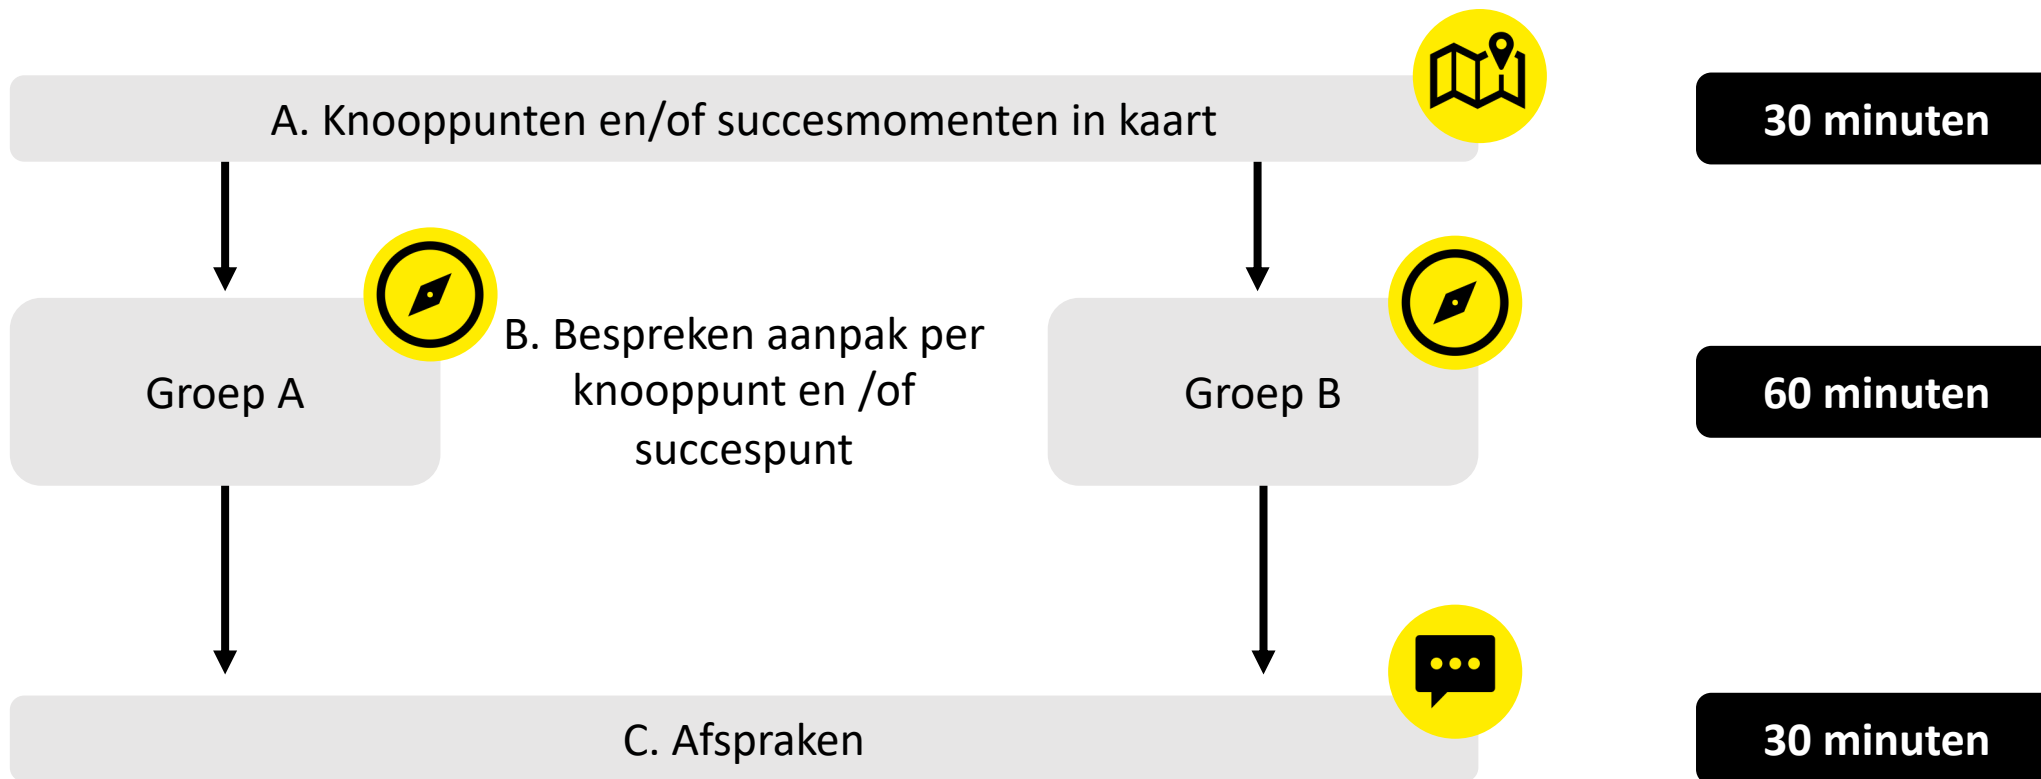 A. Knooppunten en/of succesmomenten in kaart
30 minuten
Groep A
B. Bespreken aanpak per
knooppunt en /of
succespunt
Groep B
60 minuten
C. Afspraken
30 minuten